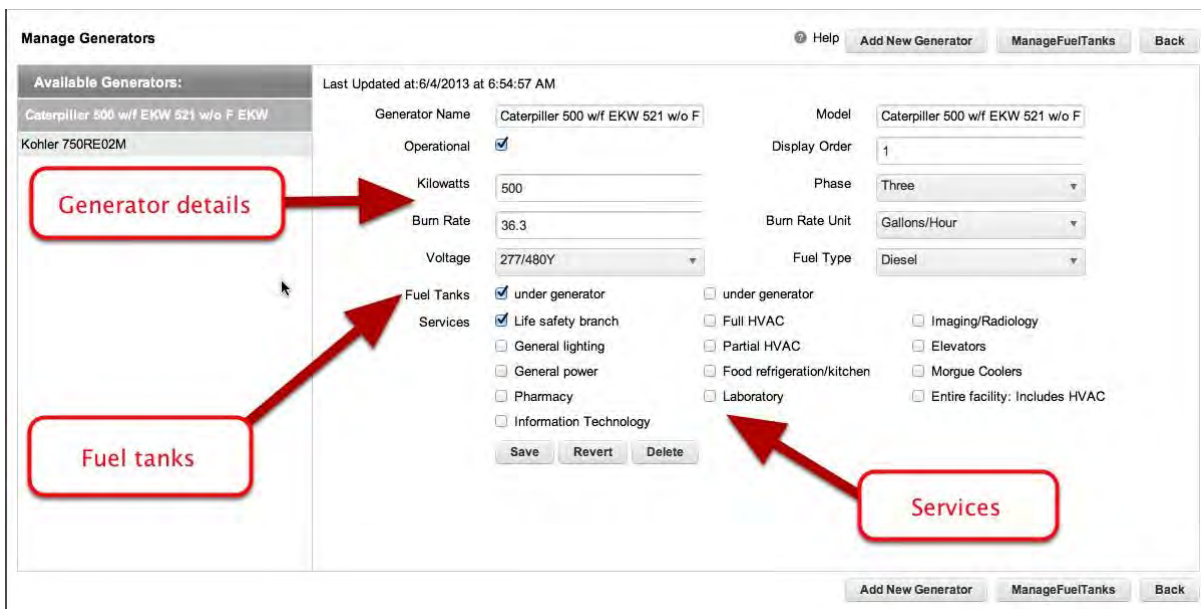 Manage Generators
Help Add New Generator ManageFuelTanks Back
Available Generators:
Caterpiller 500 w/f EKW 521 w/o F EKW
Kohler 750RE02M
Last Updated at:6/4/2013 at 6:54:57 AM
Generator Name Caterpiller 500 w/f EKW 521 w/o F Model Caterpiller 500 w/f EKW 521 w/o F
Operational Display Order 1
Kilowatts 500 Phase Three
Burn Rate 36.3 Burn Rate Unit Gallons/Hour
Voltage 277/480Y Fuel Type Diesel
Fuel Tanks under generator under generator
Services Life safety branch Full HVAC Imaging/Radiology
General lighting Partial HVAC Elevators
General power Food refrigeration/kitchen Morgue Coolers
Pharmacy Laboratory Entire facility: Includes HVAC
Information Technology
Save Revert Delete
Generator details
Fuel tanks
Services
Add New Generator ManageFuelTanks Back